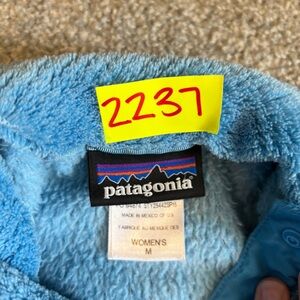 2237
patagonia
MADE IN MEXICO OF U.S.
FABRIQUE AU MEXIQUE DES
WOMEN'S
M